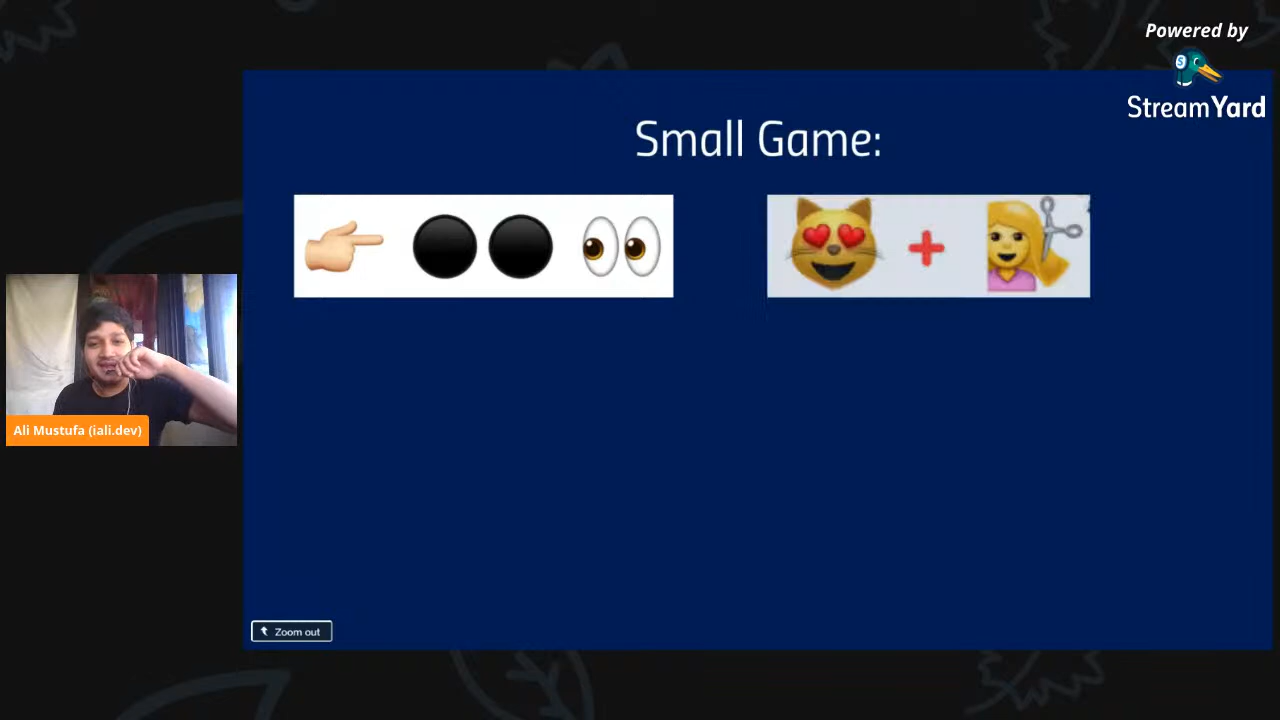 Powered by
StreamYard
Small Game:
Ali Mustufa (iali.dev)
Zoom out